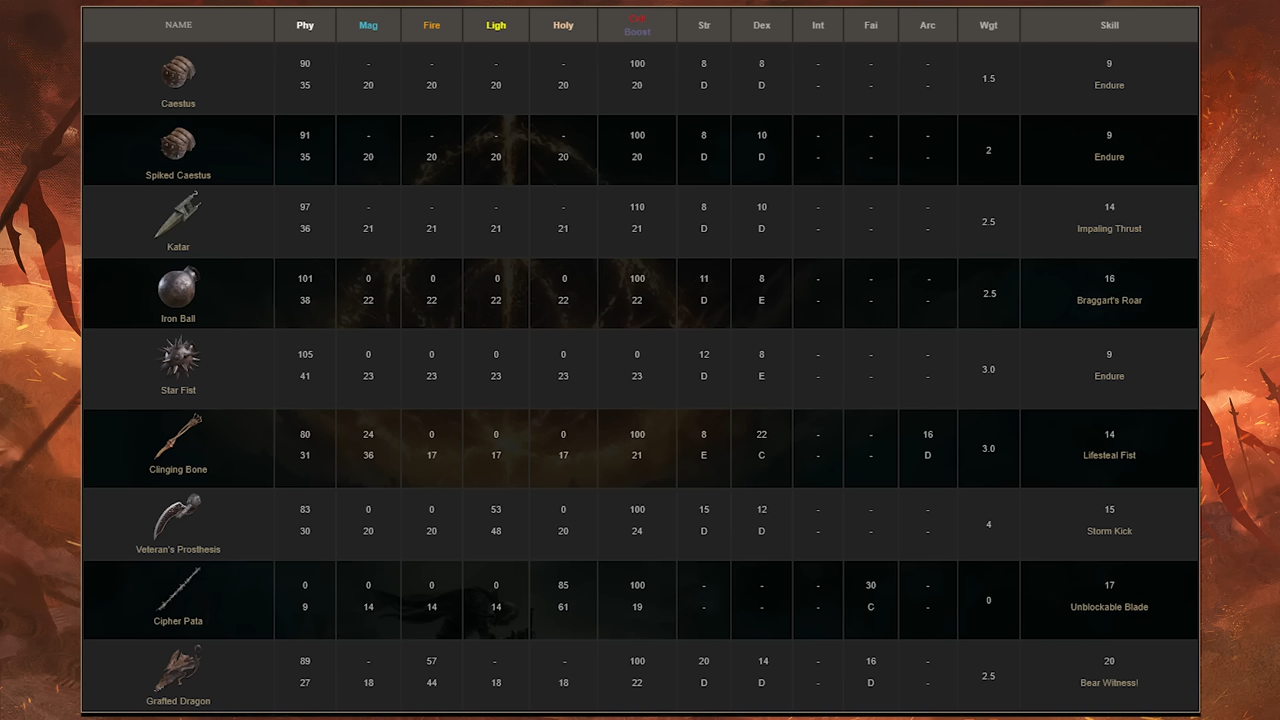 NAME Phy Mag Fire Ligh Holy Boost Str Dex Int Fai Arc Wgt Skill
90 - - - - 100 8 8 - - - 9
35 20 20 20 20 20 D D - - - 1.5 Endure
Caestus
91 - - - - 100 8 10 - - - 9
35 20 20 20 20 20 D D - - - 2 Endure
Spiked Caestus
97 - - - - 110 8 10 - - - 14
36 21 21 21 21 21 D D - - - 2.5 Impaling Thrust
Katar
101 0 0 0 0 100 11 8 - - - 16
38 22 22 22 22 22 D E - - - 2.5 Braggart's Roar
Iron Ball
105 0 0 0 0 0 12 8 - - - 9
41 23 23 23 23 23 D E - - - 3.0 Endure
Star Fist
80 24 0 0 0 100 8 22 - - 16 14
31 36 17 17 17 21 E C - - D 3.0 Lifesteal Fist
Clinging Bone
83 0 0 53 0 100 15 12 - - - 15
30 20 20 48 20 24 D D - - - 4 Storm Kick
Veteran's Prosthesis
0 0 0 0 85 100 - - - 30 - 17
9 14 14 14 61 19 - - - C - 0 Unblockable Blade
Cipher Pata
89 - 57 - - 100 20 14 - 16 - 20
27 18 44 18 18 22 D D - D - 2.5 Bear Witness!
Grafted Dragon